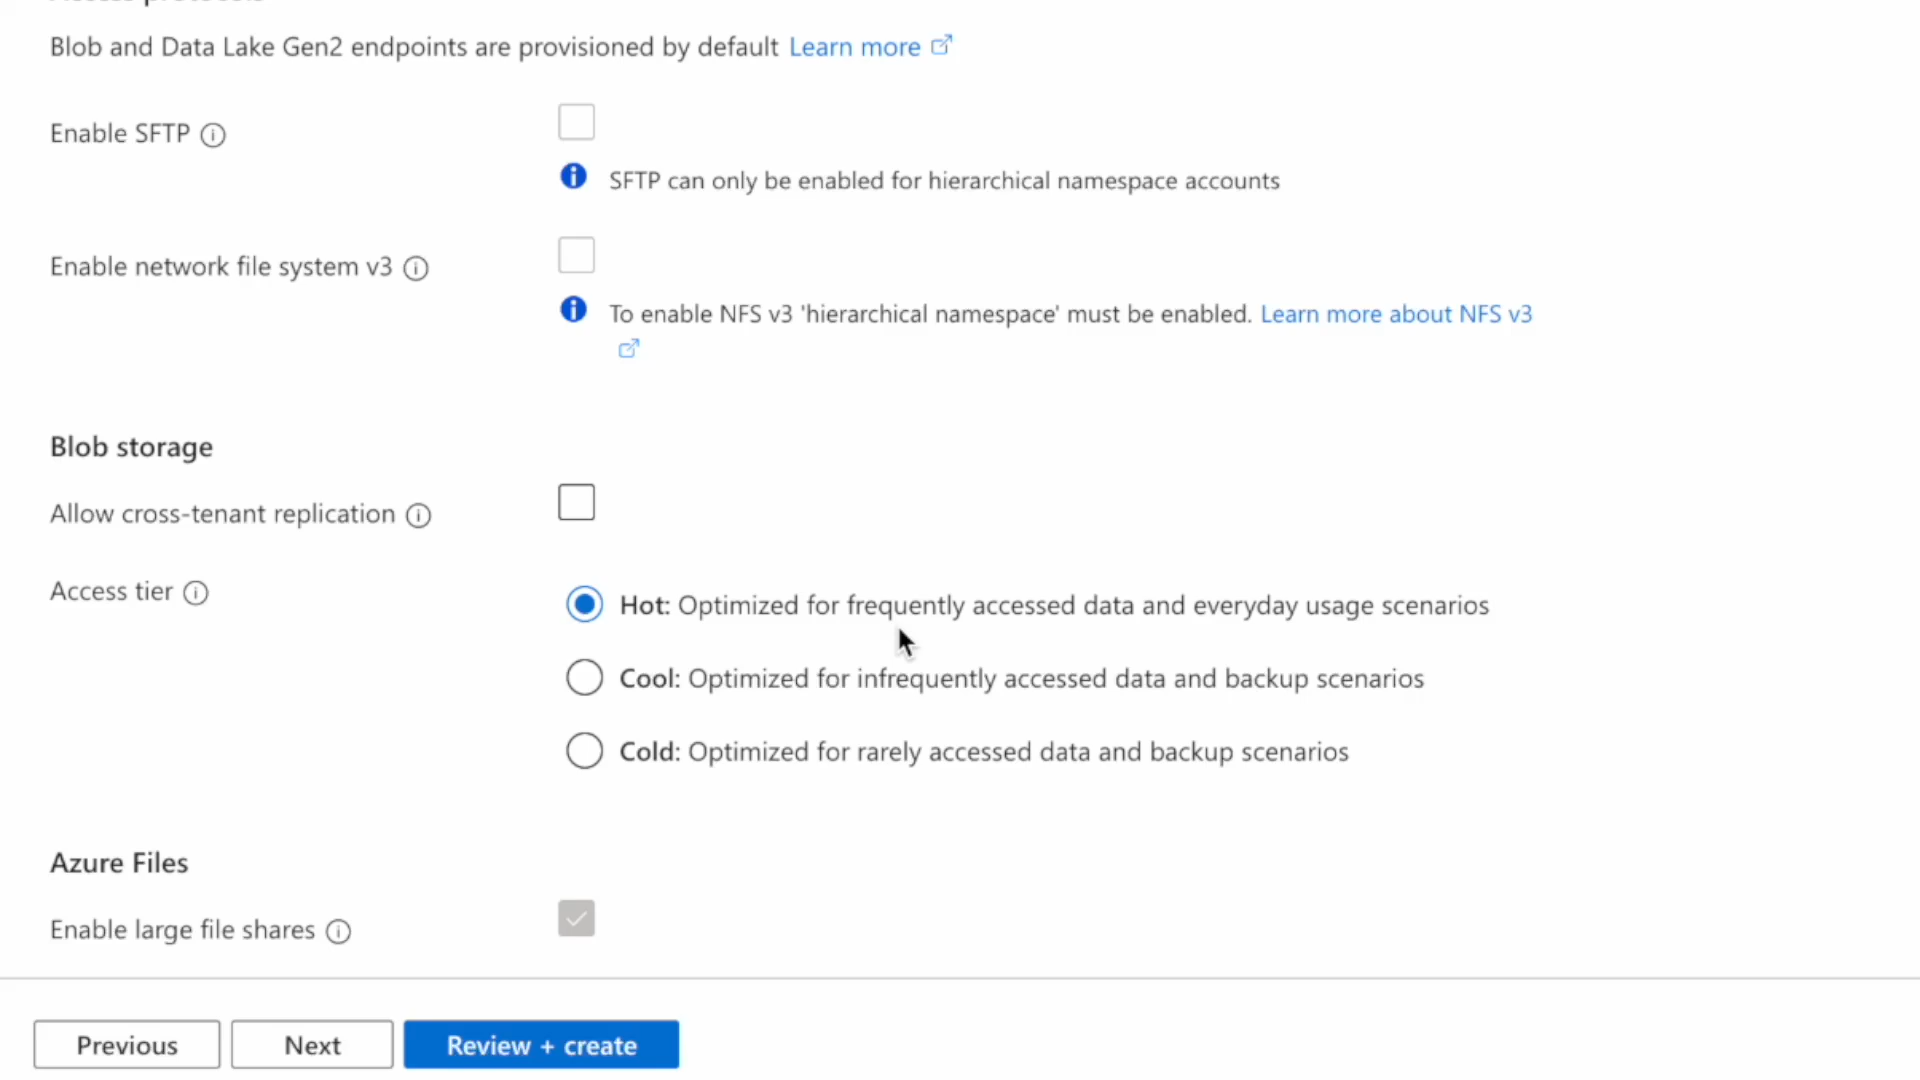 Access protocols
Blob and Data Lake Gen2 endpoints are provisioned by default Learn more
Enable SFTP
SFTP can only be enabled for hierarchical namespace accounts
Enable network file system v3
To enable NFS v3 'hierarchical namespace' must be enabled. Learn more about NFS v3
Blob storage
Allow cross-tenant replication
Access tier
Hot: Optimized for frequently accessed data and everyday usage scenarios
Cool: Optimized for infrequently accessed data and backup scenarios
Cold: Optimized for rarely accessed data and backup scenarios
Azure Files
Enable large file shares
Previous
Next
Review + create